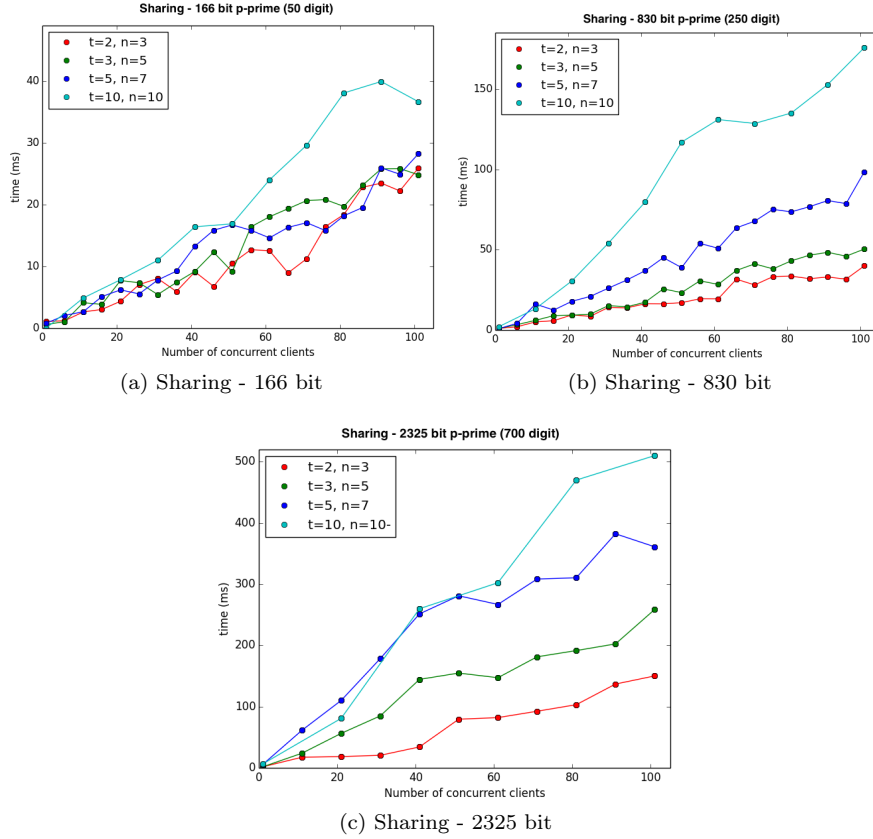 Sharing - 166 bit p-prime (50 digit)
t=2, n=3
t=3, n=5
t=5, n=7
t=10, n=10
40
30
20
10
0
time (ms)
0 20 40 60 80 100
Number of concurrent clients
(a) Sharing - 166 bit
Sharing - 830 bit p-prime (250 digit)
t=2, n=3
t=3, n=5
t=5, n=7
t=10, n=10
150
100
50
0
time (ms)
0 20 40 60 80 100
Number of concurrent clients
(b) Sharing - 830 bit
Sharing - 2325 bit p-prime (700 digit)
t=2, n=3
t=3, n=5
t=5, n=7
t=10, n=10-
500
400
300
200
100
0
time (ms)
0 20 40 60 80 100
Number of concurrent clients
(c) Sharing - 2325 bit